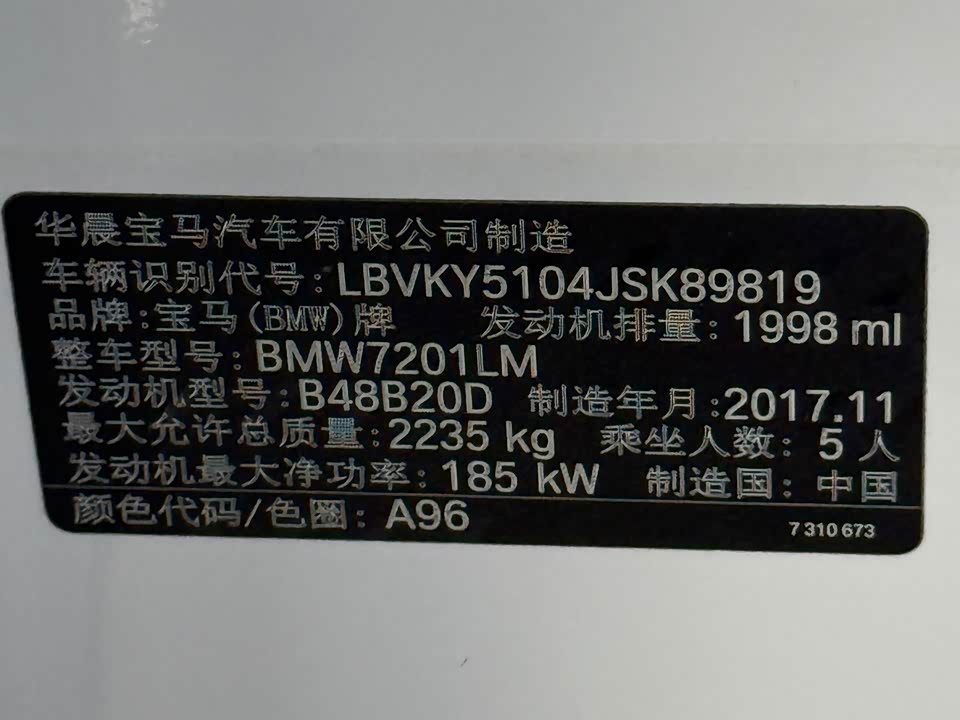 华晨宝马汽车有限公司制造
车辆识别代号: LBVKY5104JSK89819
品牌: 宝马(BMW)牌 发动机排量: 1998 ml
整车型号: BMW7201LM
发动机型号: B48B20D 制造年月: 2017.11
最大允许总质量: 2235 kg 乘坐人数: 5 人
发动机最大净功率: 185 kW 制造国: 中国
颜色代码/色圈: A96 7 310 673